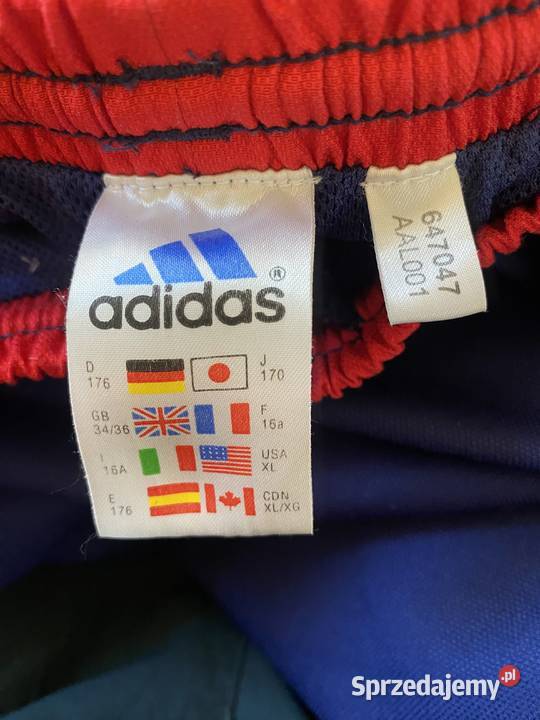 adidas®
D
176
J
170
GB
34/36
F
16a
I
16A
USA
XL
E
176
CDN
XL/XG
647047
AAL001
Sprzedajemy.pl